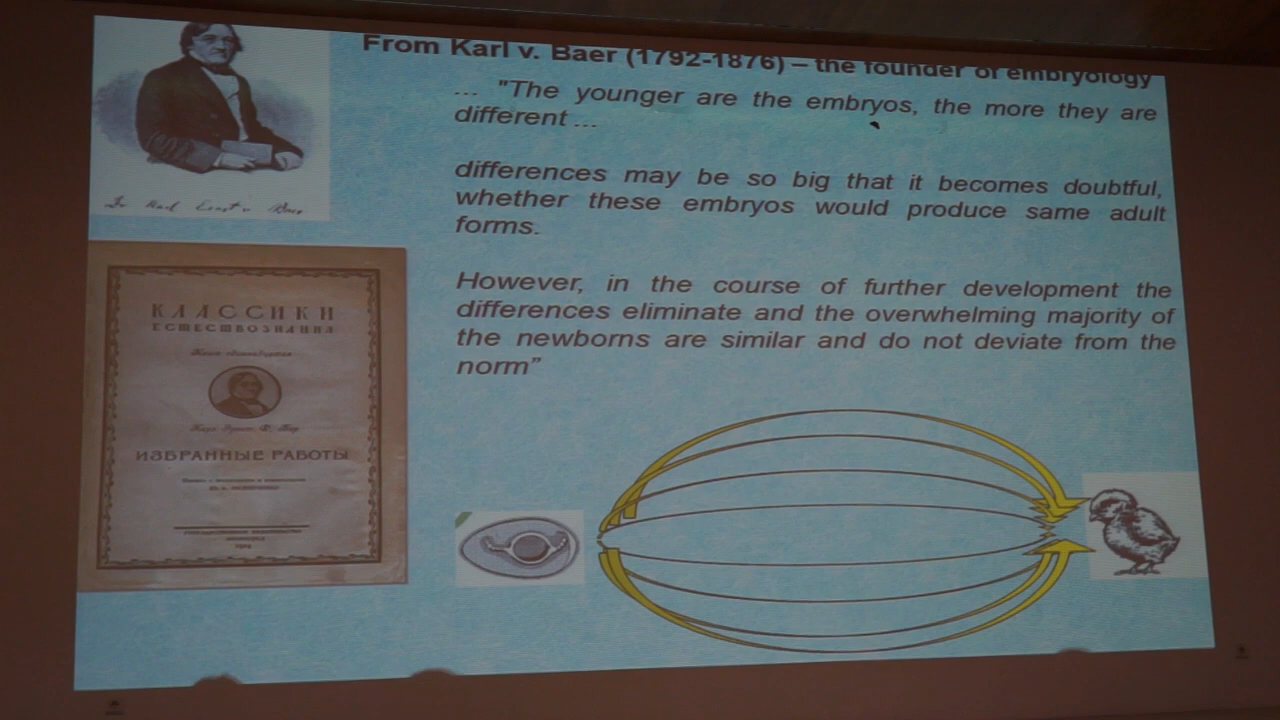 From Karl v. Baer (1792-1876) – the founder of embryology
... "The younger are the embryos, the more they are
different ...
differences may be so big that it becomes doubtful,
whether these embryos would produce same adult
forms.
However, in the course of further development the
differences eliminate and the overwhelming majority of
the newborns are similar and do not deviate from the
norm”
Karl Ernst v. Baer
КЛАССИКИ
ЕСТЕСТВОЗНАНИЯ
ИЗБРАННЫЕ РАБОТЫ